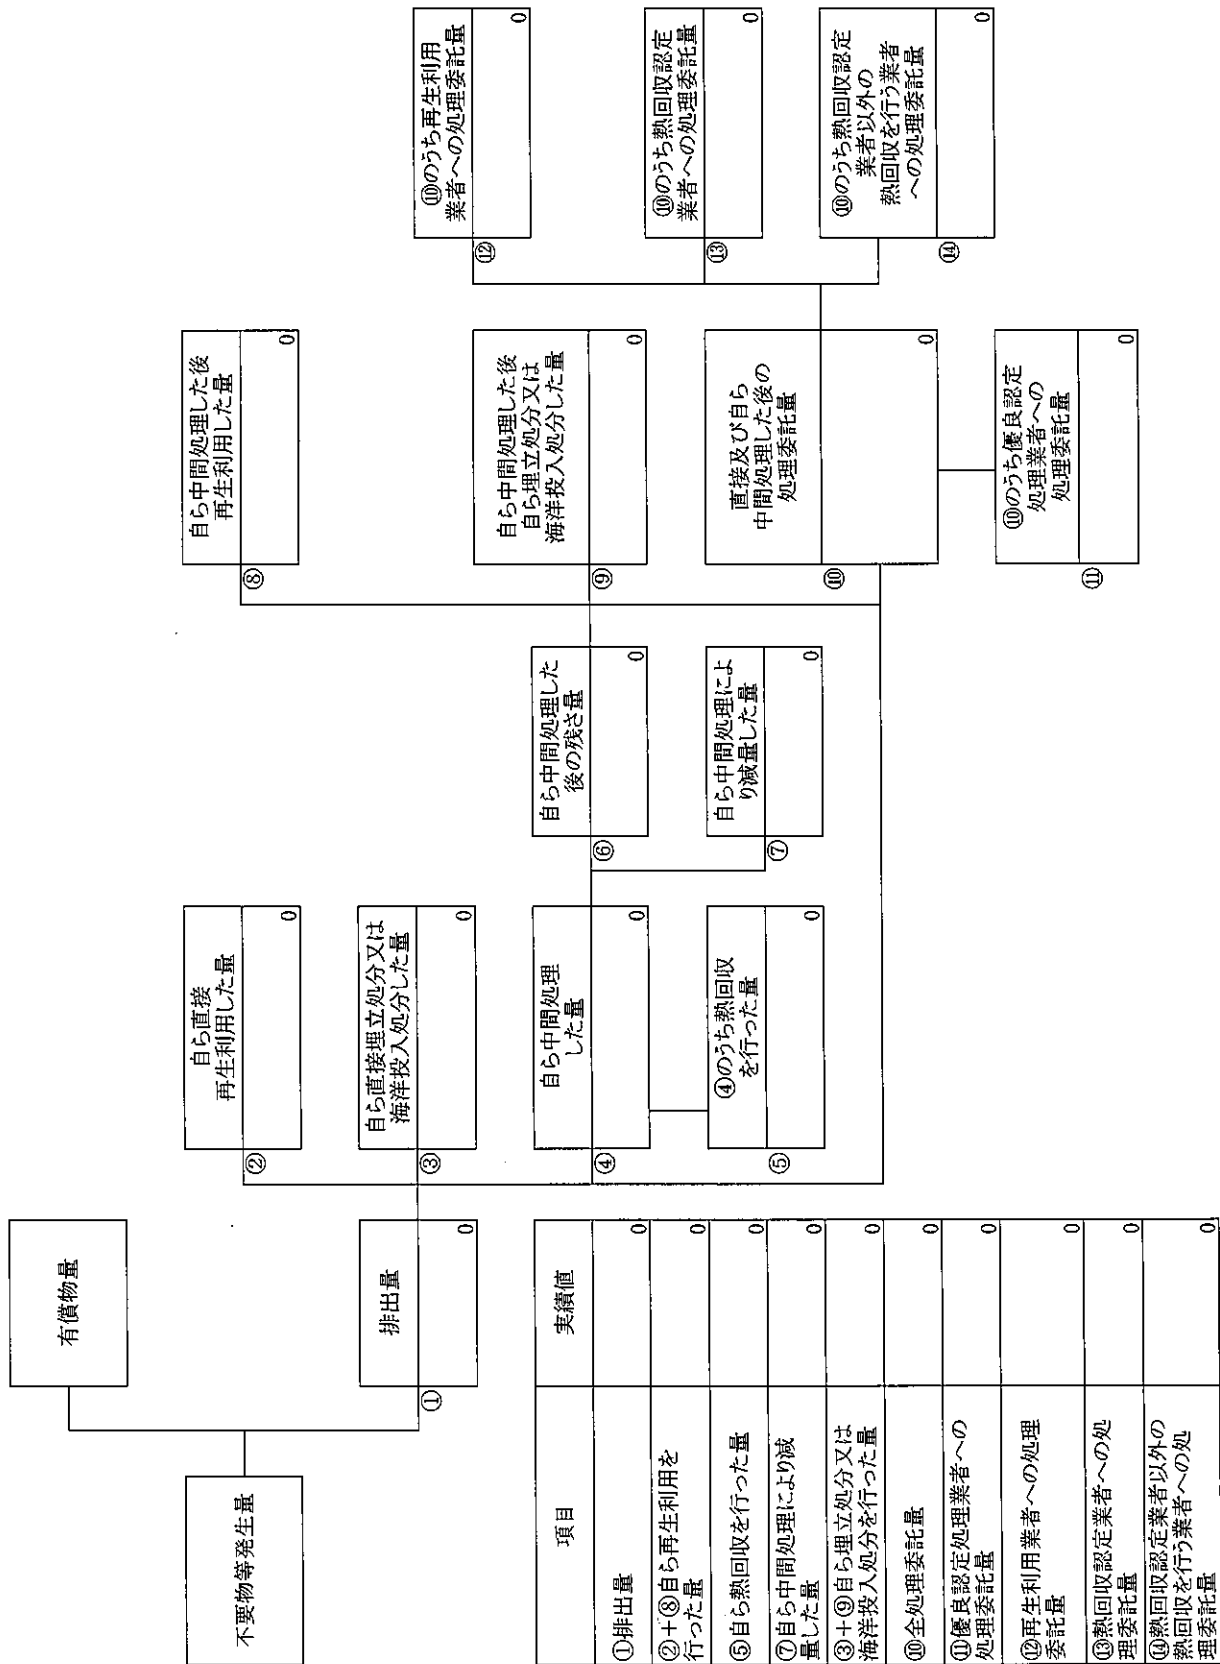 不要物等発生量
有償物量
排出量
①
0
自ら直接
再生利用した量
②
0
自ら直接埋立処分又は
海洋投入処分した量
③
0
自ら中間処理
した量
④
0
④のうち熱回収
を行った量
⑤
0
自ら中間処理した
後の残さ量
⑥
0
自ら中間処理によ
り減量した量
⑦
0
自ら中間処理した後
再生利用した量
⑧
0
自ら中間処理した後
自ら埋立処分又は
海洋投入処分した量
⑨
0
直接及び自ら
中間処理した後の
処理委託量
⑩
0
⑩のうち優良認定
処理業者への
処理委託量
⑪
0
⑩のうち再生利用
業者への処理委託量
⑫
0
⑩のうち熱回収認定
業者への処理委託量
⑬
0
⑩のうち熱回収認定
業者以外の
熱回収を行う業者
への処理委託量
⑭
0
項目
実績値
①排出量
0
②+⑧自ら再生利用を
行った量
0
⑤自ら熱回収を行った量
0
⑦自ら中間処理により減
量した量
0
③+⑨自ら埋立処分又は
海洋投入処分を行った量
0
⑩全処理委託量
0
⑪優良認定処理業者への
処理委託量
0
⑫再生利用業者への処理
委託量
0
⑬熱回収認定業者への処
理委託量
0
⑭熱回収認定業者以外の
熱回収を行う業者への処
理委託量
0